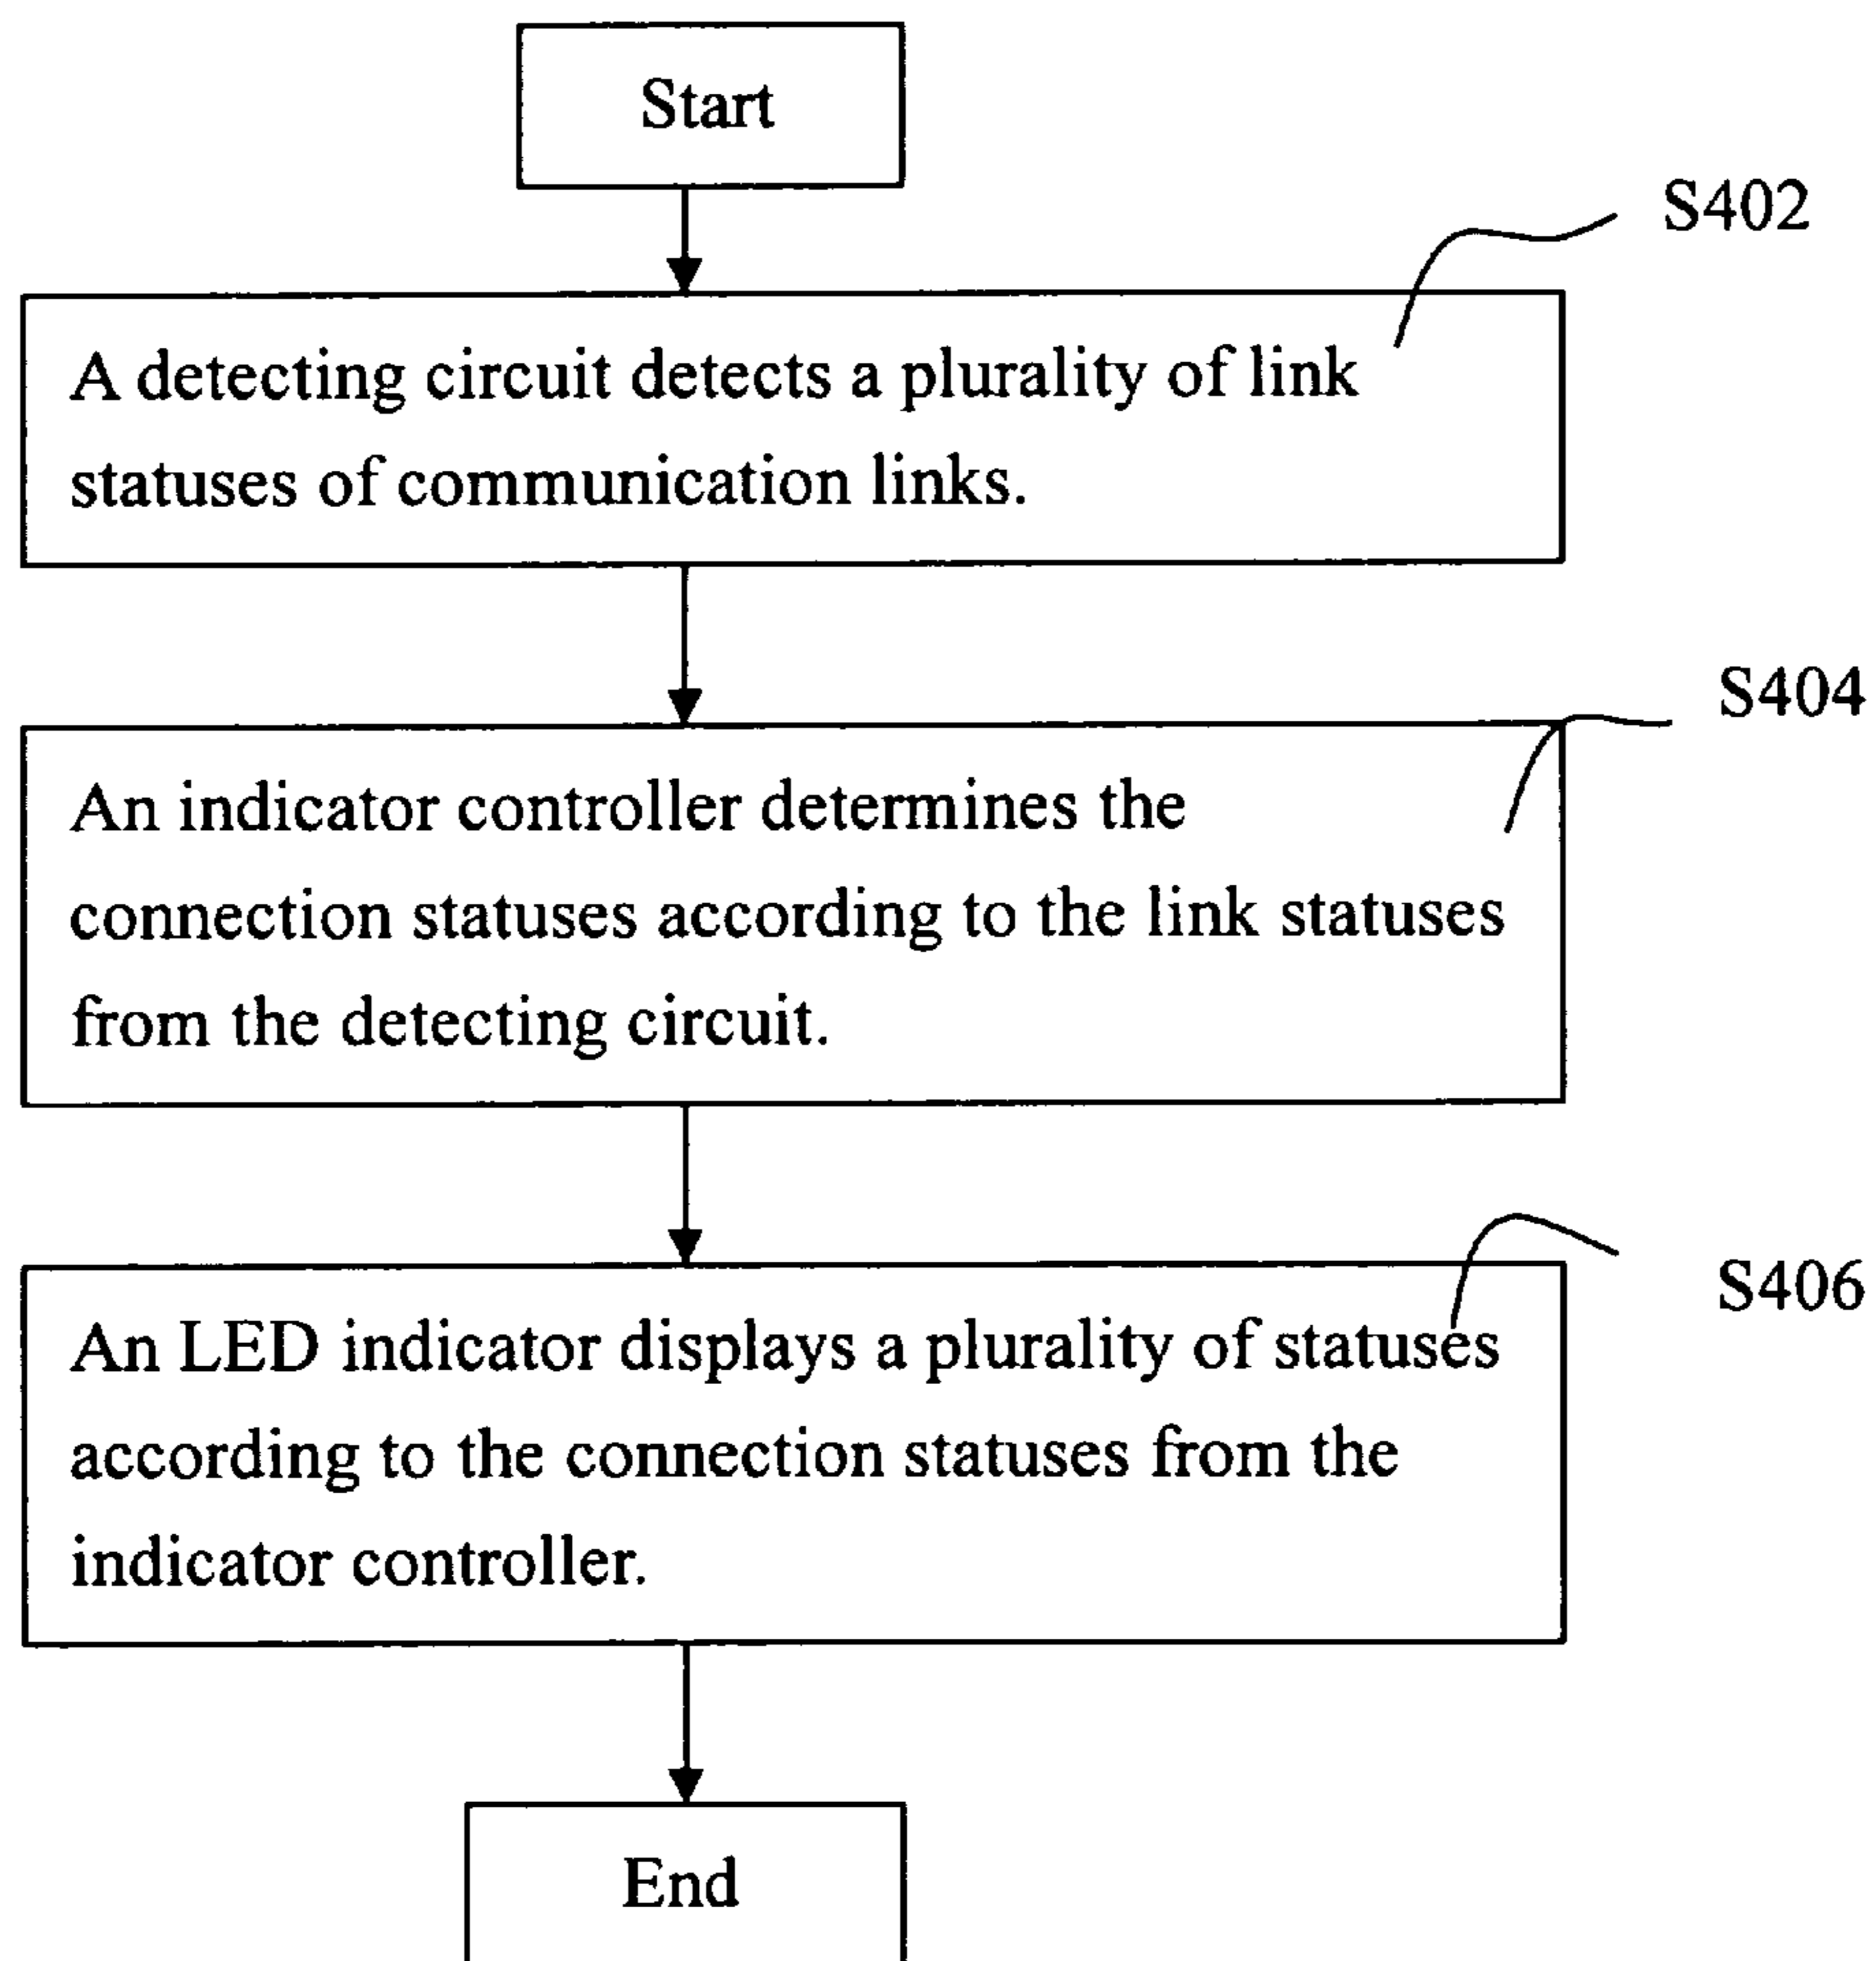 Start
S402
A detecting circuit detects a plurality of link
statuses of communication links.
S404
An indicator controller determines the
connection statuses according to the link statuses
from the detecting circuit.
S406
An LED indicator displays a plurality of statuses
according to the connection statuses from the
indicator controller.
End